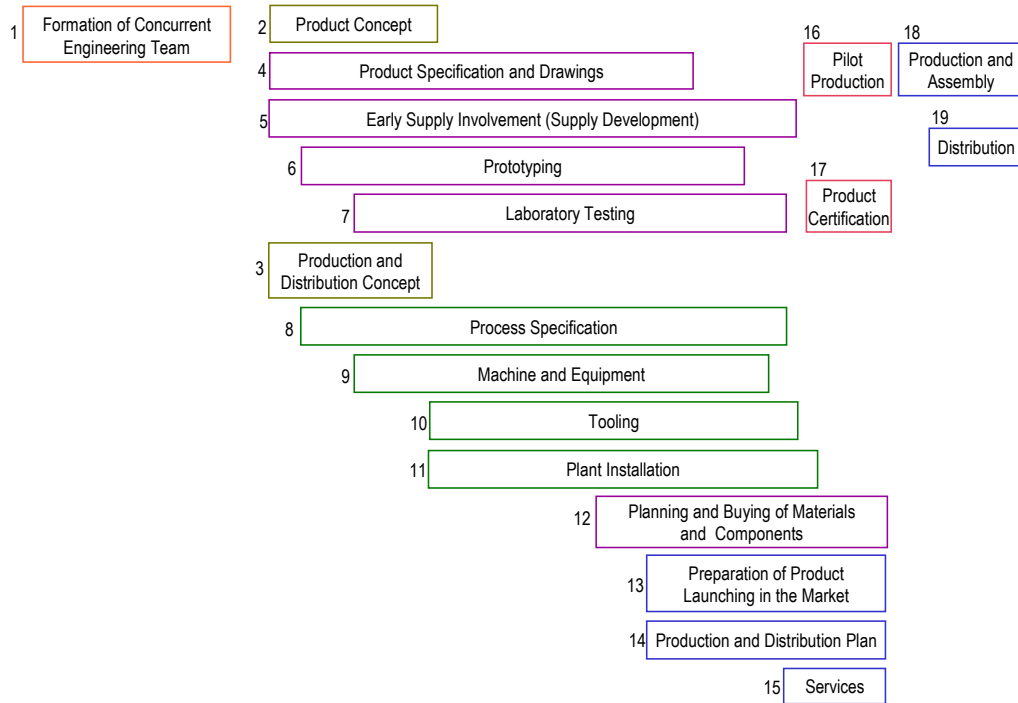 1
Formation of Concurrent
Engineering Team
2
Product Concept
16
Pilot
Production
18
Production and
Assembly
4
Product Specification and Drawings
5
Early Supply Involvement (Supply Development)
19
Distribution
6
Prototyping
17
Product
Certification
7
Laboratory Testing
3
Production and
Distribution Concept
8
Process Specification
9
Machine and Equipment
10
Tooling
11
Plant Installation
12
Planning and Buying of Materials
and Components
13
Preparation of Product
Launching in the Market
14
Production and Distribution Plan
15
Services